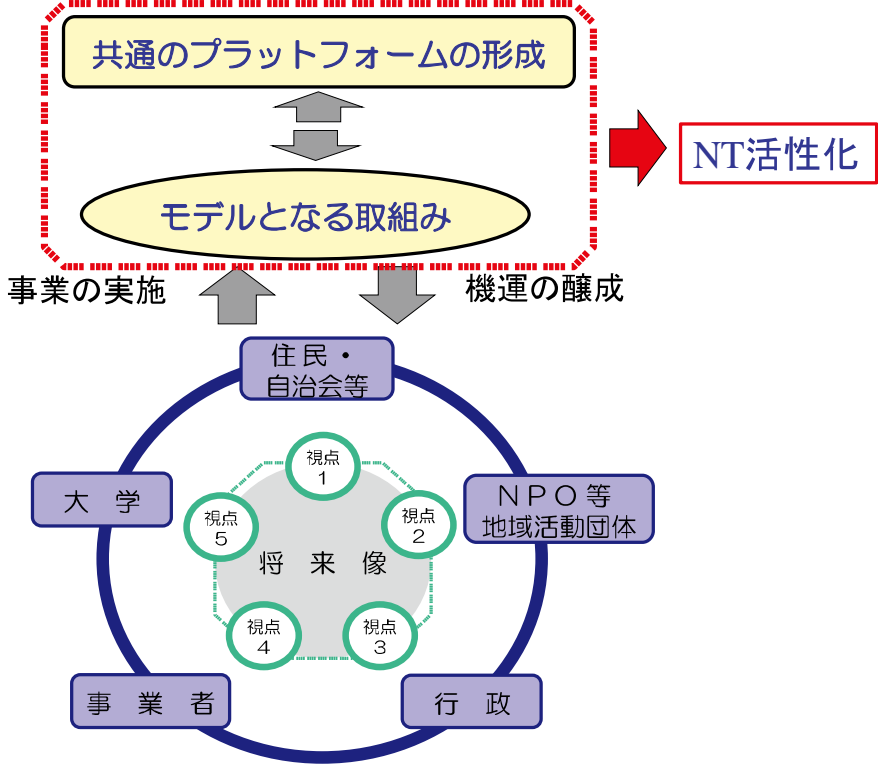 共通のプラットフォームの形成
NT活性化
モデルとなる取組み
事業の実施
機運の醸成
住民・
自治会等
大学
NPO等
地域活動団体
視点
1
視点
5
視点
2
将来像
視点
4
視点
3
事業者
行政